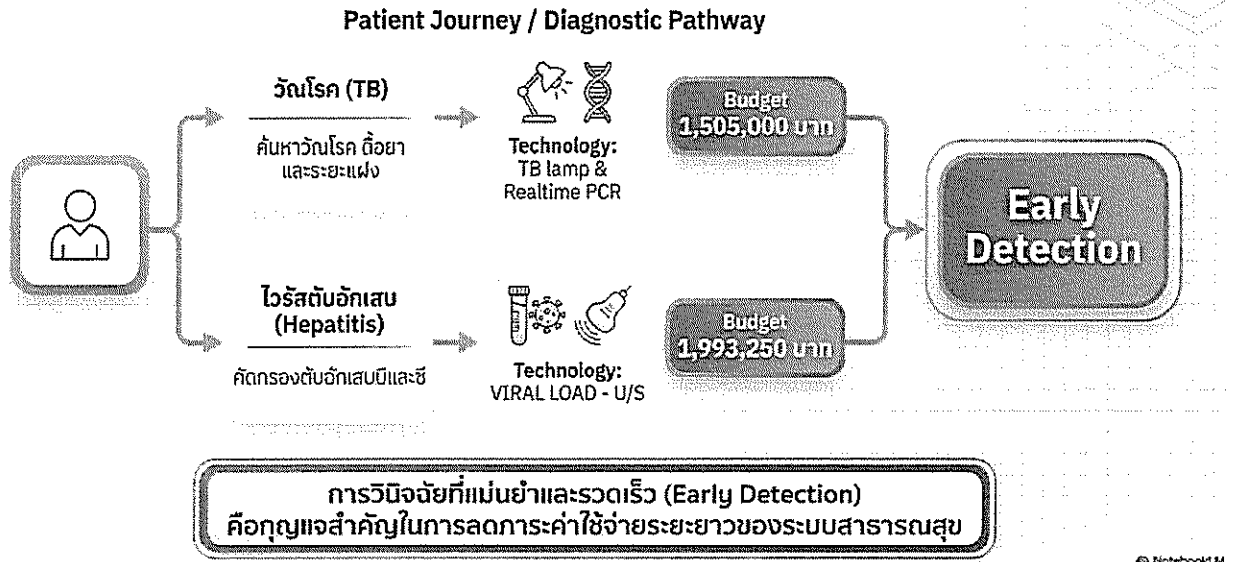 Patient Journey / Diagnostic Pathway
วัณโรค (TB)
ค้นหาวัณโรค ดื้อยา
และระยะแฝง
Technology:
TB lamp &
Realtime PCR
Budget
1,505,000 บาท
ไวรัสตับอักเสบ
(Hepatitis)
คัดกรองตับอักเสบบีและซี
Technology:
VIRAL LOAD - U/S
Budget
1,993,250 บาท
Early
Detection
การวินิจฉัยที่แม่นยำและรวดเร็ว (Early Detection)
คือกุญแจสำคัญในการลดภาระค่าใช้จ่ายระยะยาวของระบบสาธารณสุข